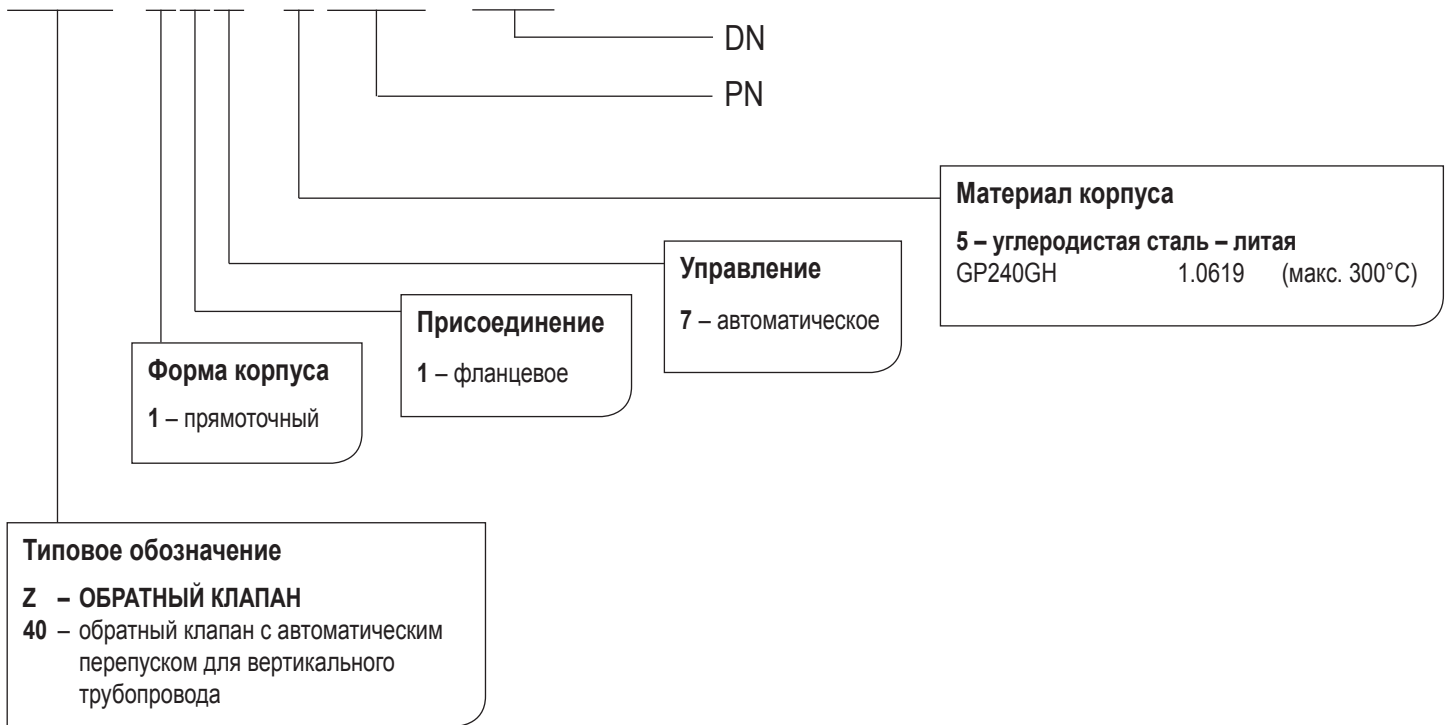 DN
PN
Материал корпуса
5 – углеродистая сталь – литая
GP240GH 1.0619 (макс. 300°C)
Управление
7 – автоматическое
Присоединение
1 – фланцевое
Форма корпуса
1 – прямоточный
Типовое обозначение
Z – ОБРАТНЫЙ КЛАПАН
40 – обратный клапан с автоматическим
перепуском для вертикального
трубопровода